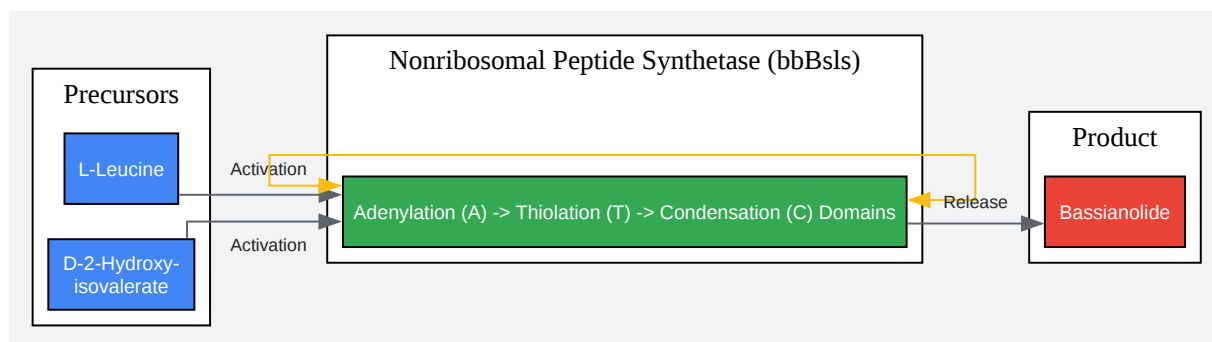 Nonribosomal Peptide Synthetase (bbBsls)
Precursors
L-Leucine
D-2-Hydroxy-
isovalerate
Activation
Activation
Adenylation (A) -> Thiolation (T) -> Condensation (C) Domains
Release
Product
Bassianolide